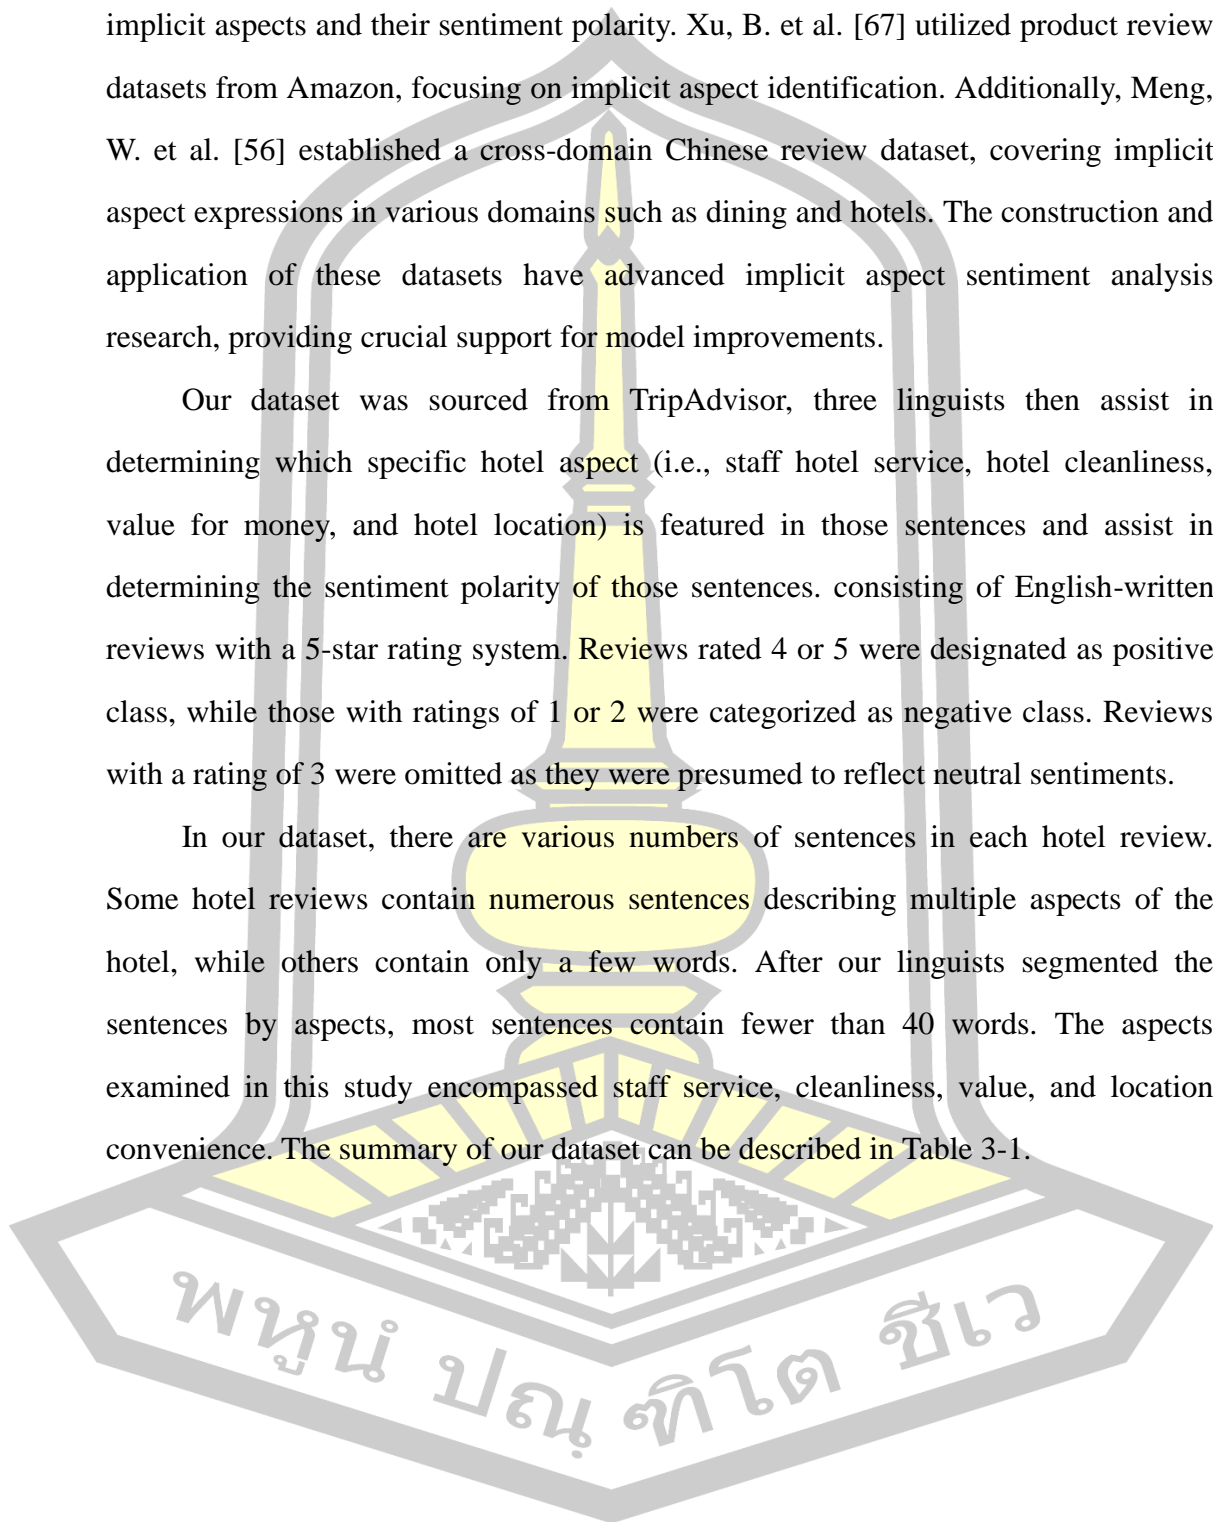 implicit aspects and their sentiment polarity. Xu, B. et al. [67] utilized product review
datasets from Amazon, focusing on implicit aspect identification. Additionally, Meng,
W. et al. [56] established a cross-domain Chinese review dataset, covering implicit
aspect expressions in various domains such as dining and hotels. The construction and
application of these datasets have advanced implicit aspect sentiment analysis
research, providing crucial support for model improvements.
Our dataset was sourced from TripAdvisor, three linguists then assist in
determining which specific hotel aspect (i.e., staff hotel service, hotel cleanliness,
value for money, and hotel location) is featured in those sentences and assist in
determining the sentiment polarity of those sentences. consisting of English-written
reviews with a 5-star rating system. Reviews rated 4 or 5 were designated as positive
class, while those with ratings of 1 or 2 were categorized as negative class. Reviews
with a rating of 3 were omitted as they were presumed to reflect neutral sentiments.
In our dataset, there are various numbers of sentences in each hotel review.
Some hotel reviews contain numerous sentences describing multiple aspects of the
hotel, while others contain only a few words. After our linguists segmented the
sentences by aspects, most sentences contain fewer than 40 words. The aspects
examined in this study encompassed staff service, cleanliness, value, and location
convenience. The summary of our dataset can be described in Table 3-1.
พหูนํ ปณฺ ฑิโต ชีเว